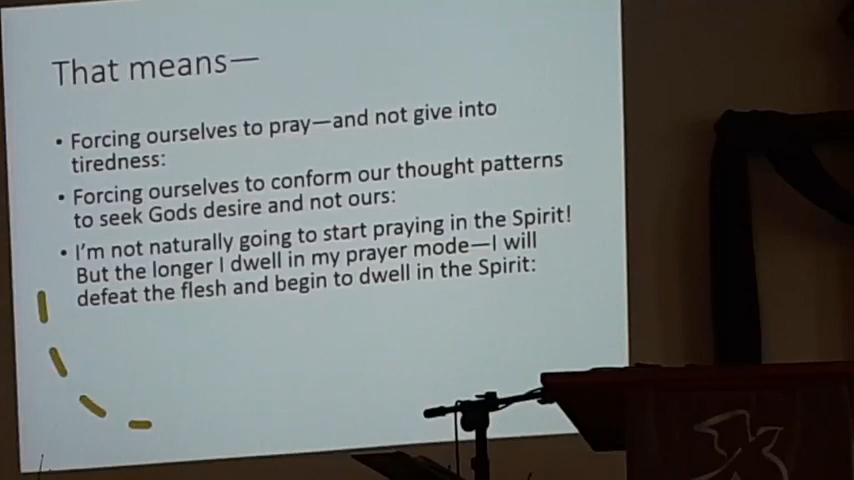 That means—
• Forcing ourselves to pray—and not give into
tiredness:
• Forcing ourselves to conform our thought patterns
to seek Gods desire and not ours:
• I'm not naturally going to start praying in the Spirit!
But the longer I dwell in my prayer mode—I will
defeat the flesh and begin to dwell in the Spirit: